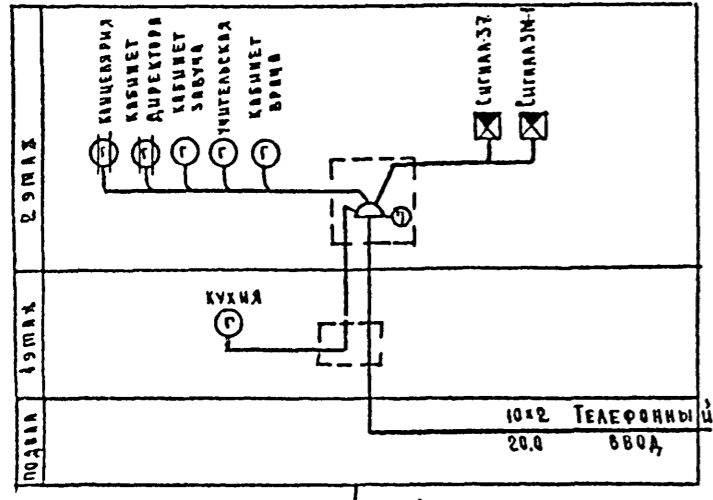 КАНЦЕЛЯРИЯ
КАБИНЕТ
ДИРЕКТОРА
КАБИНЕТ
ЗАВУЧА
УЧИТЕЛЬСКАЯ
КАБИНЕТ
ВРАЧА
СИГНАЛ-37
Г Г Г Г Г
2 ЭТАЖ
КУХНЯ
Г
1 ЭТАЖ
10×2 ТЕЛЕФОННЫЙ
20.0 ВВОД
ПОДВАЛ